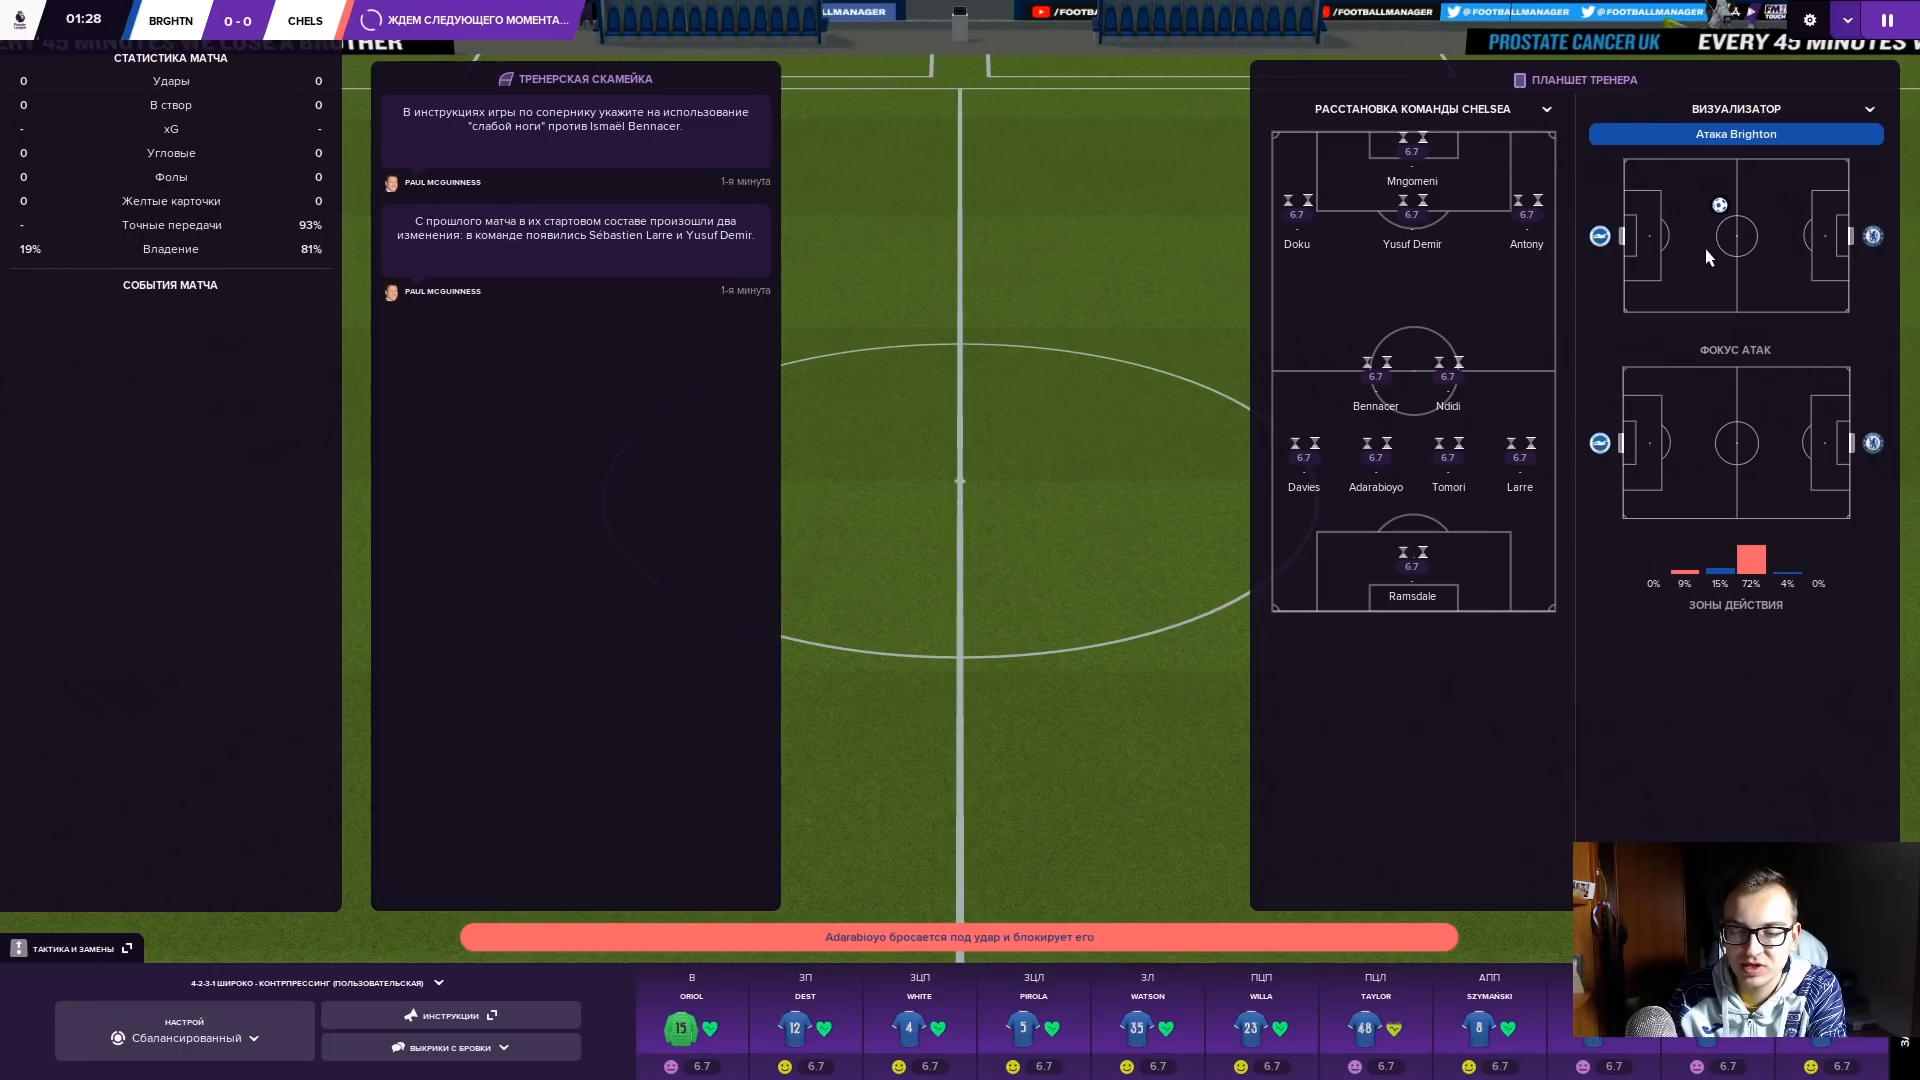 01:28
BRGHTN
0 - 0
CHELS
ЖДЕМ СЛЕДУЮЩЕГО МОМЕНТА...
LLMANAGER
/FOOTBA
/FOOTBALLMANAGER
@FOOTBALLMANAGER
@FOOTBALLMANAGER
PROSTATE CANCER UK
EVERY 45 MINUTES W
СТАТИСТИКА МАТЧА
0 Удары 0
0 В створ 0
- xG -
0 Угловые 0
0 Фолы 0
0 Желтые карточки 0
- Точные передачи 93%
19% Владение 81%
СОБЫТИЯ МАТЧА
ТРЕНЕРСКАЯ СКАМЕЙКА
В инструкциях игры по сопернику укажите на использование
"слабой ноги" против Ismaël Bennacer.
PAUL MCGUINNESS
1-я минута
С прошлого матча в их стартовом составе произошли два
изменения: в команде появились Sébastien Larre и Yusuf Demir.
PAUL MCGUINNESS
1-я минута
ПЛАНШЕТ ТРЕНЕРА
РАССТАНОВКА КОМАНДЫ CHELSEA
6.7
-
Mngomeni
6.7 6.7 6.7
- - -
Doku Yusuf Demir Antony
6.7 6.7
- -
Bennacer Ndidi
6.7 6.7 6.7 6.7
- - - -
Davies Adarabioyo Tomori Larre
6.7
-
Ramsdale
ВИЗУАЛИЗАТОР
Атака Brighton
ФОКУС АТАК
0% 9% 15% 72% 4% 0%
ЗОНЫ ДЕЙСТВИЯ
Adarabioyo бросается под удар и блокирует его
ТАКТИКА И ЗАМЕНЫ
4-2-3-1 ШИРОКО - КОНТРПРЕССИНГ (ПОЛЬЗОВАТЕЛЬСКАЯ)
НАСТРОЙ
Сбалансированный
ИНСТРУКЦИИ
ВЫКРИКИ С БРОВКИ
В ЗП ЗЦП ЗЦЛ ЗЛ ПЦП ПЦЛ АПП
ORIOL DEST WHITE PIROLA WATSON WILLA TAYLOR SZYMAŃSKI
15 12 4 5 35 23 48 8
6.7 6.7 6.7 6.7 6.7 6.7 6.7 6.7 6.7 6.7 6.7